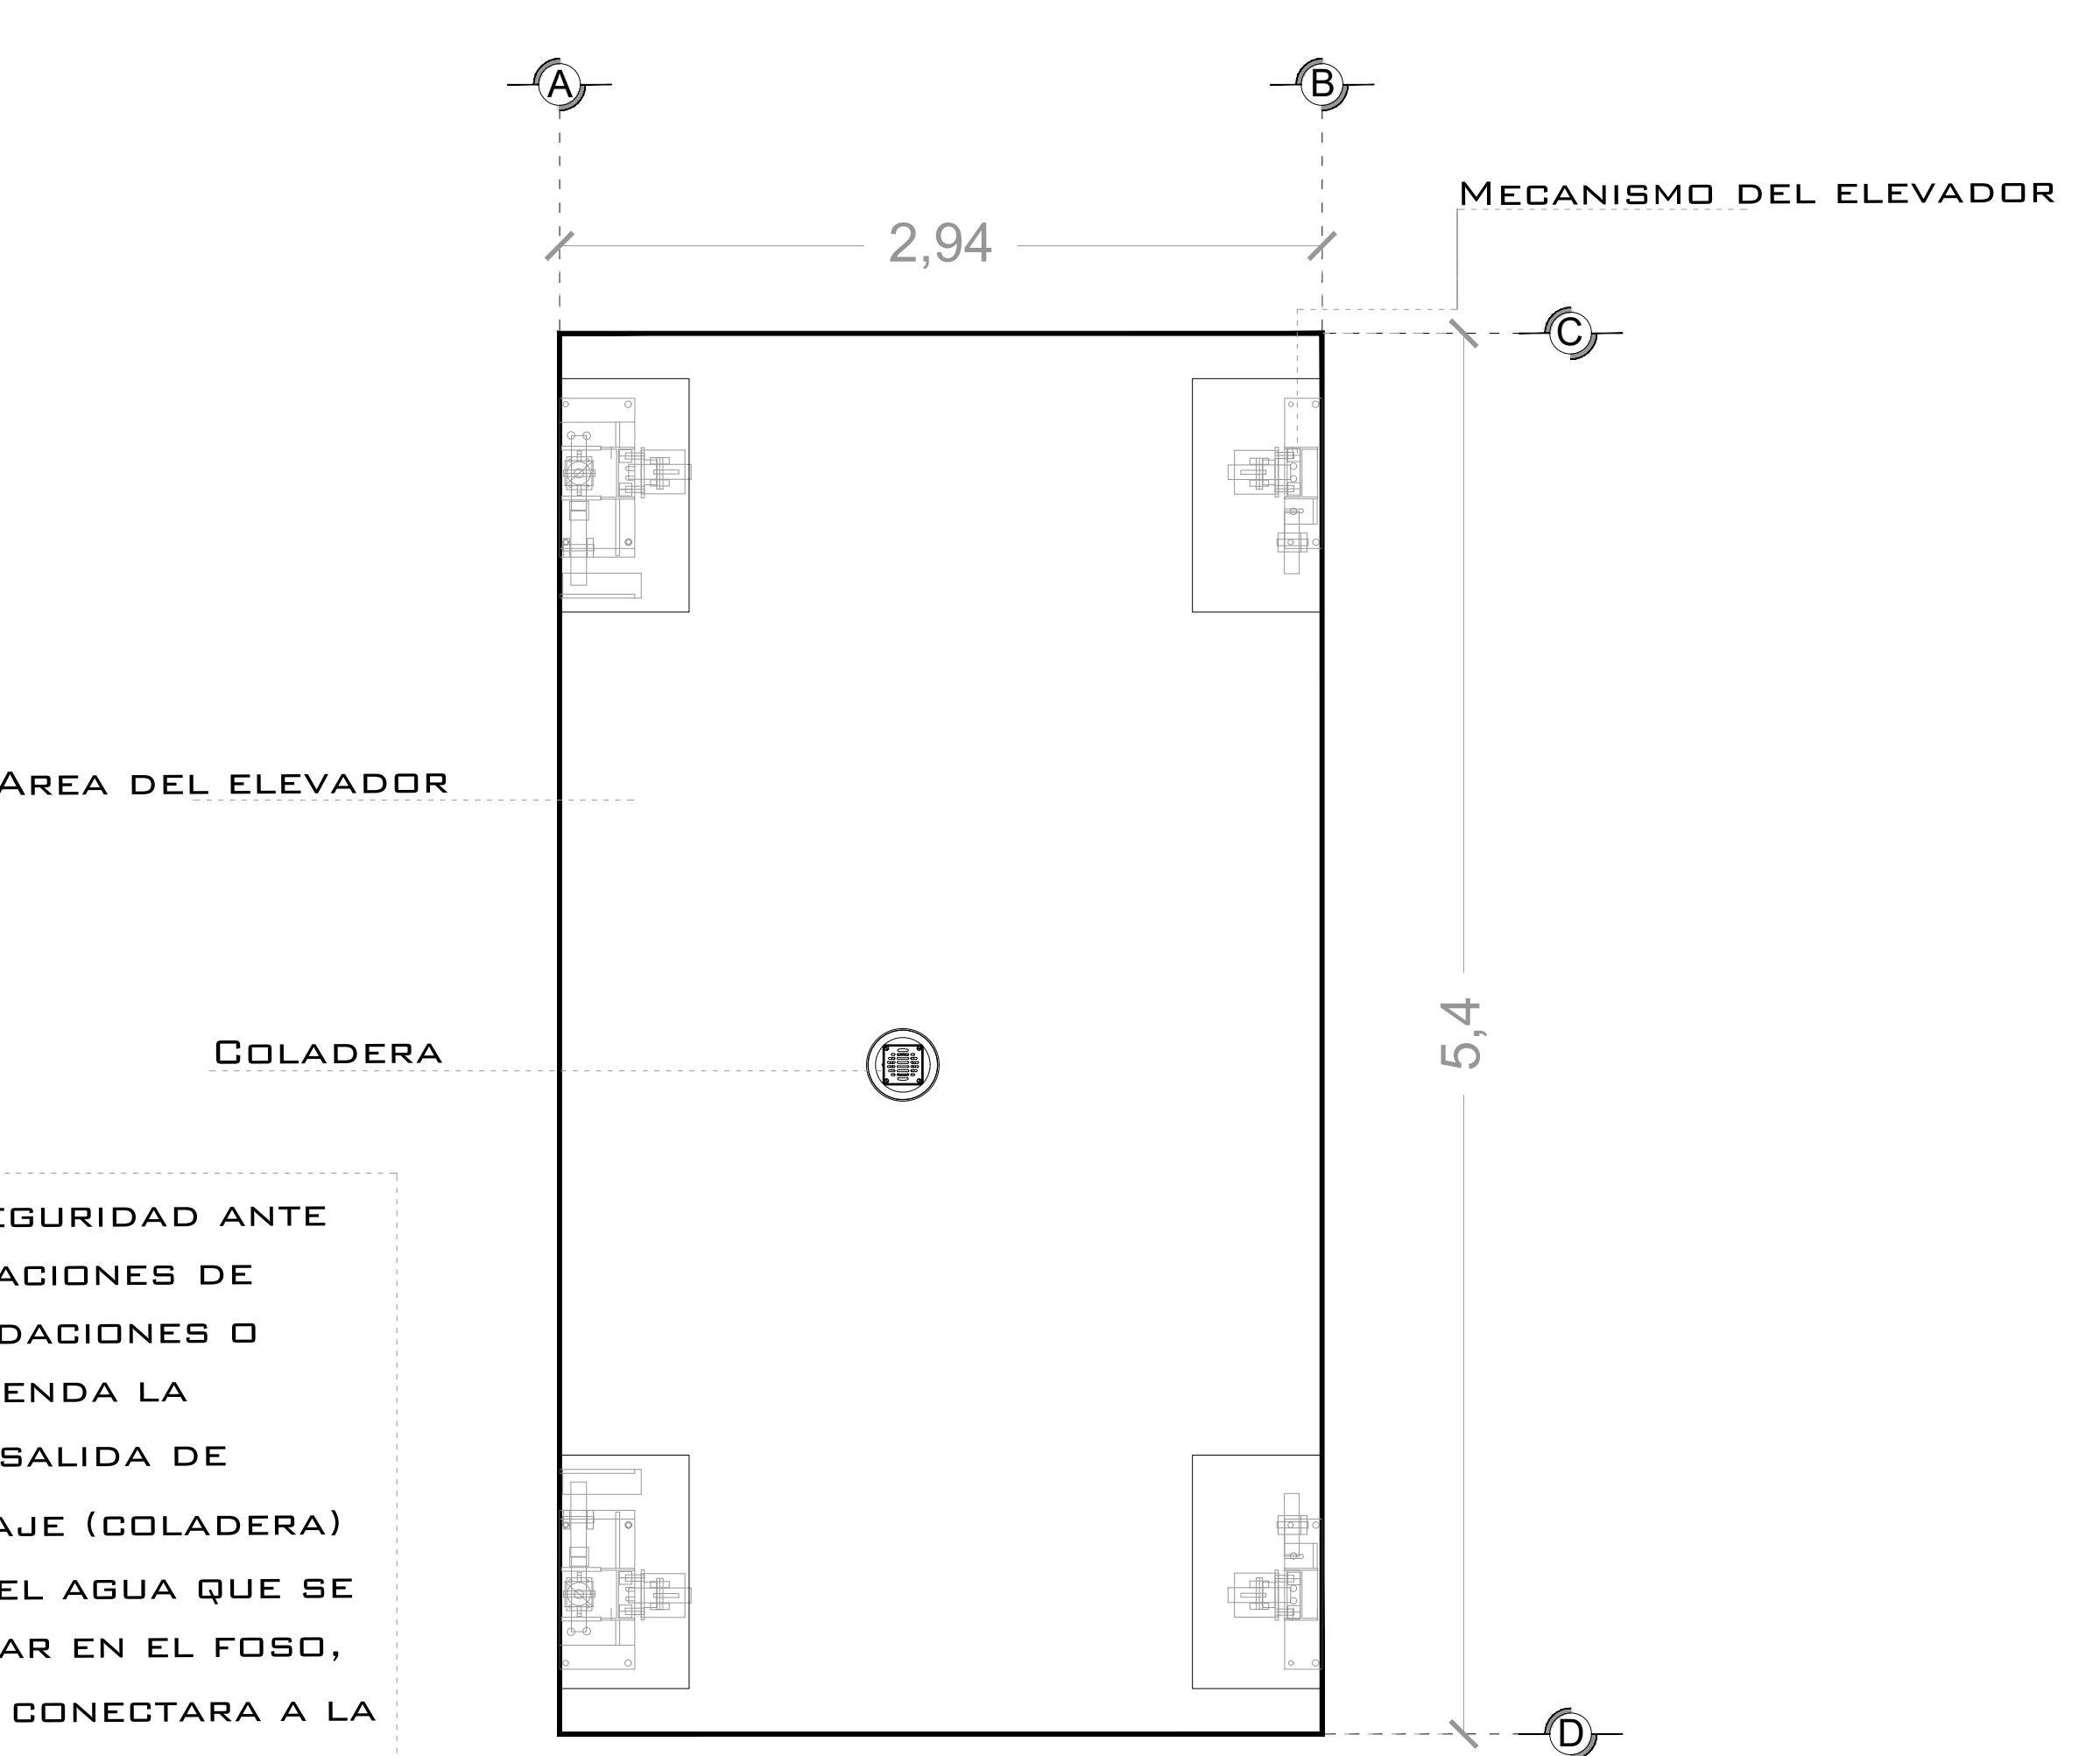 A
B
MECANISMO DEL ELEVADOR
2,94
C
AREA DEL ELEVADOR
5,4
COLADERA
EGURIDAD ANTE
ACIONES DE
DACIONES O
ENDA LA
SALIDA DE
AJE (COLADERA)
EL AGUA QUE SE
AR EN EL FOSO,
CONECTARA A LA
D